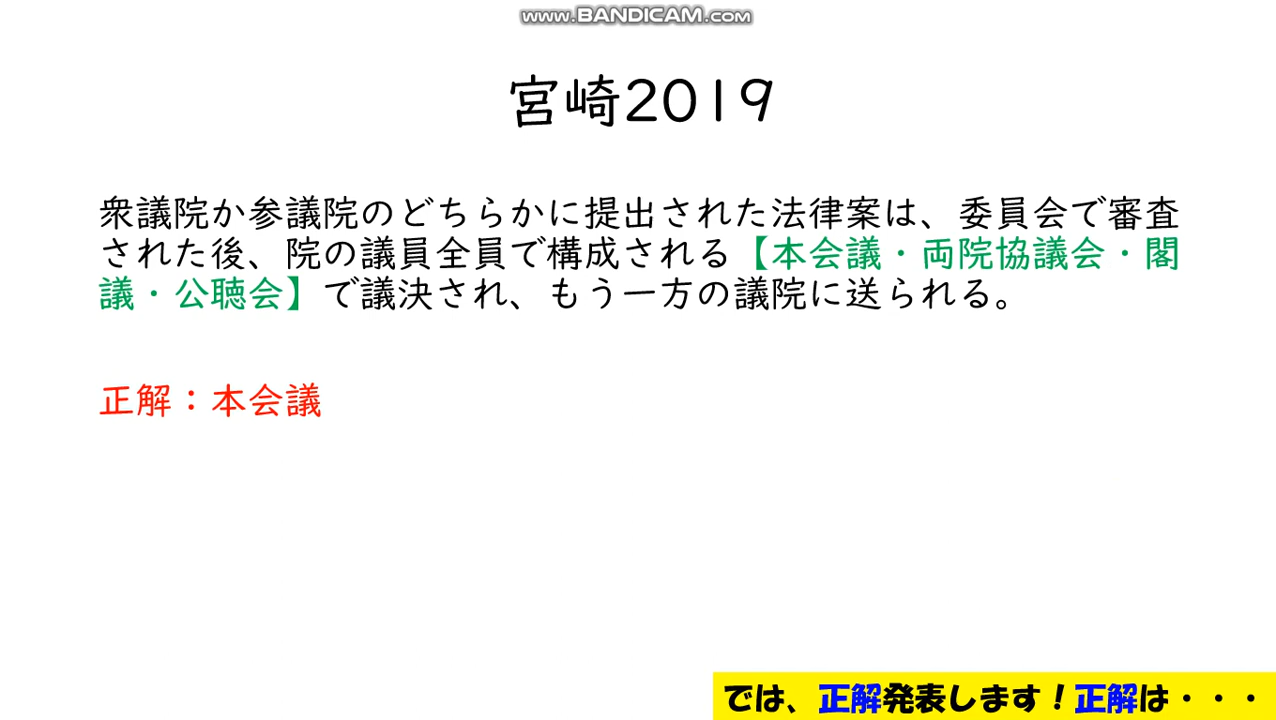 www.BANDICAM.com
宮崎2019
衆議院か参議院のどちらかに提出された法律案は、委員会で審査
された後、院の議員全員で構成される【本会議・両院協議会・閣
議・公聴会】で議決され、もう一方の議院に送られる。
正解：本会議
では、正解発表します！正解は・・・